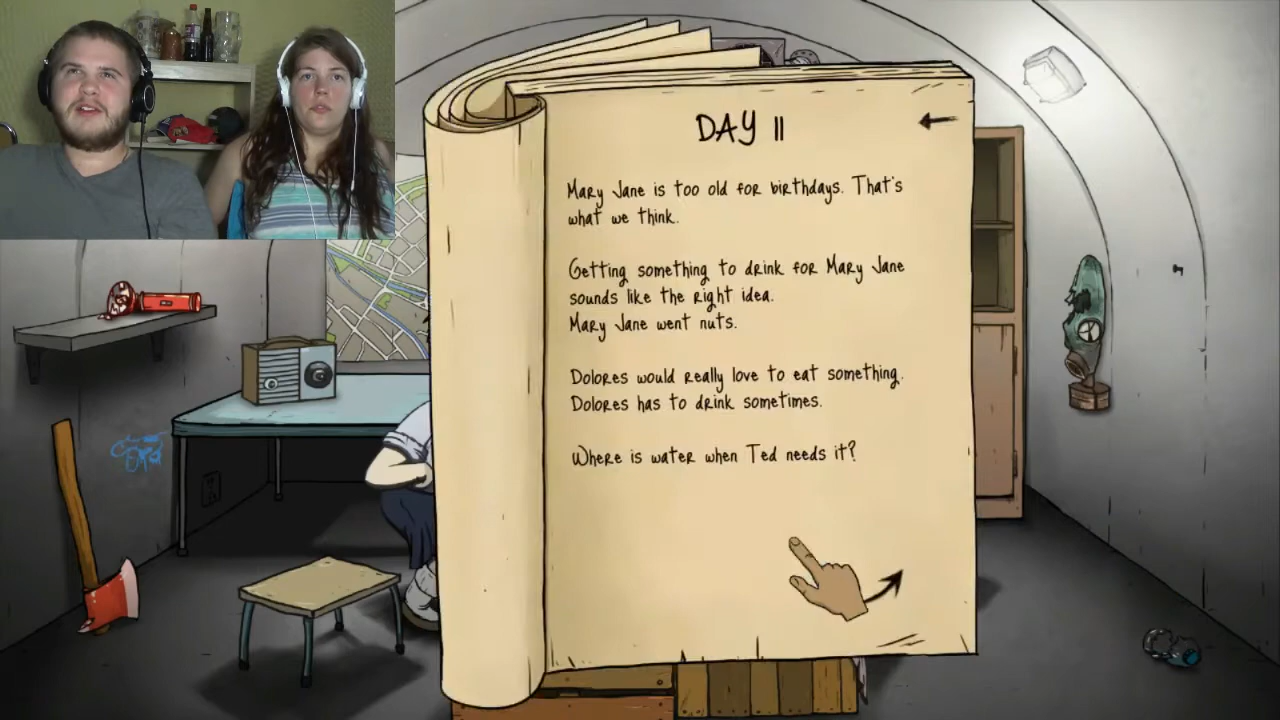 DAY 11
Mary Jane is too old for birthdays. That's
what we think.
Getting something to drink for Mary Jane
sounds like the right idea.
Mary Jane went nuts.
Dolores would really love to eat something.
Dolores has to drink sometimes.
Where is water when Ted needs it?